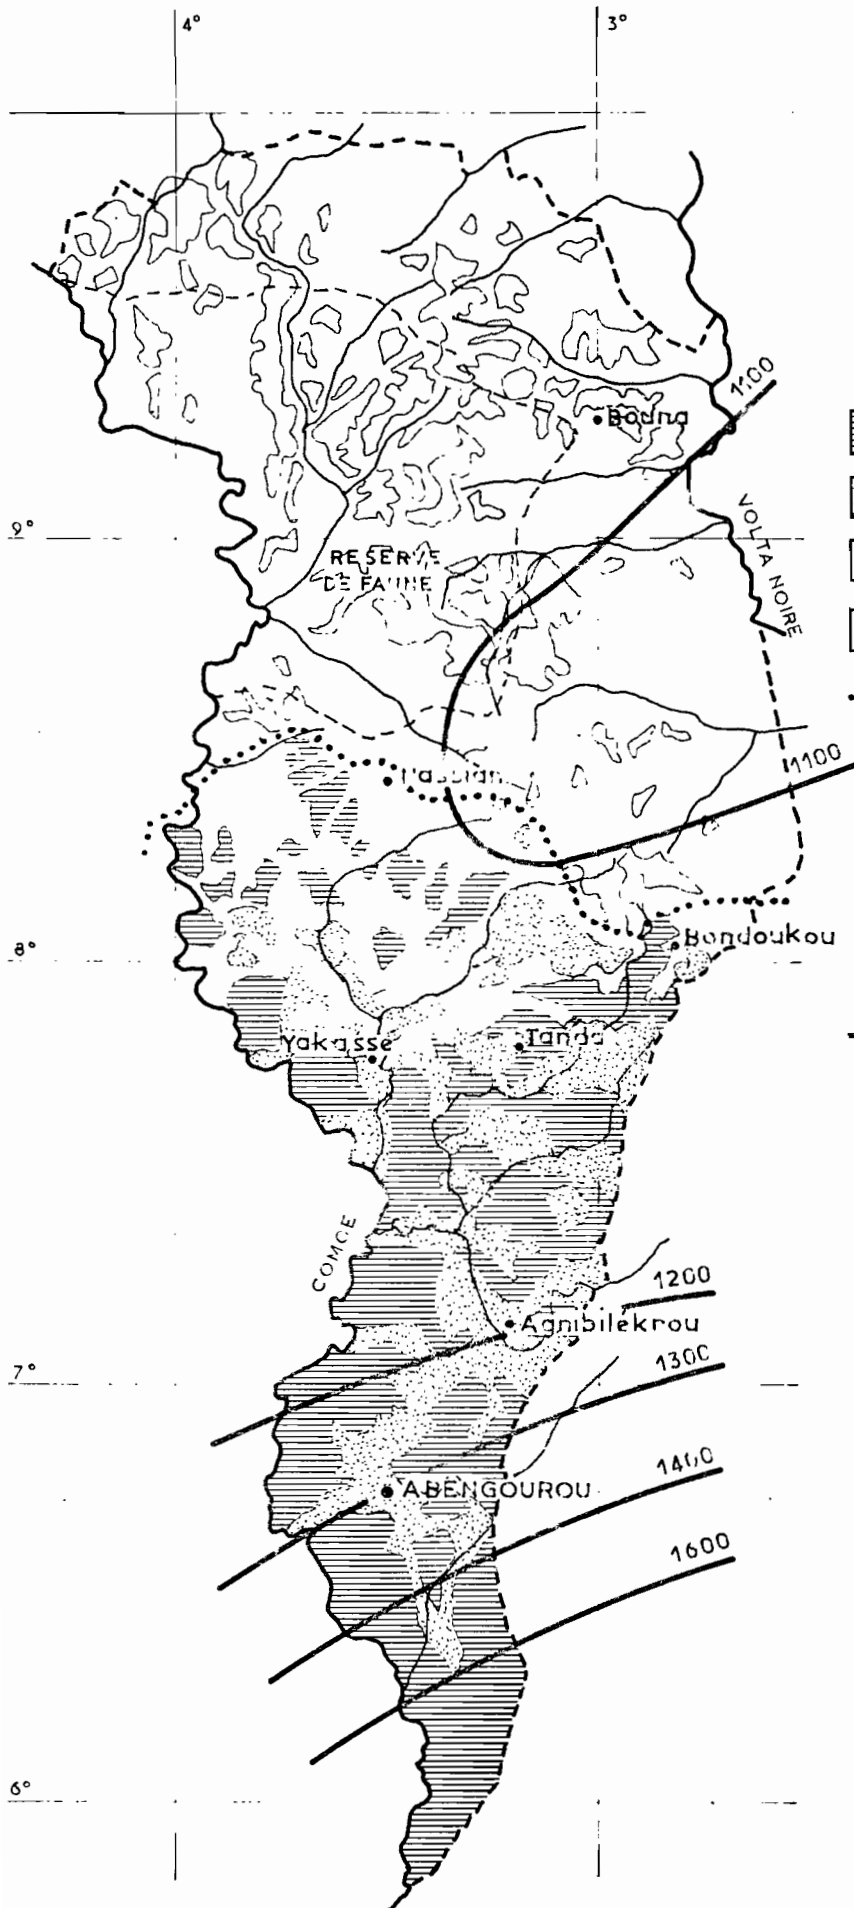 4°
3°
1100
Bouna
9°
VOLTA NOIRE
RESERVE
DE FAUNE
Nassian
1100
Bondoukou
8°
Yakasse
Tanda
COMOE
1200
Agnibilekrou
7°
1300
1400
ABENGOUROU
1600
6°